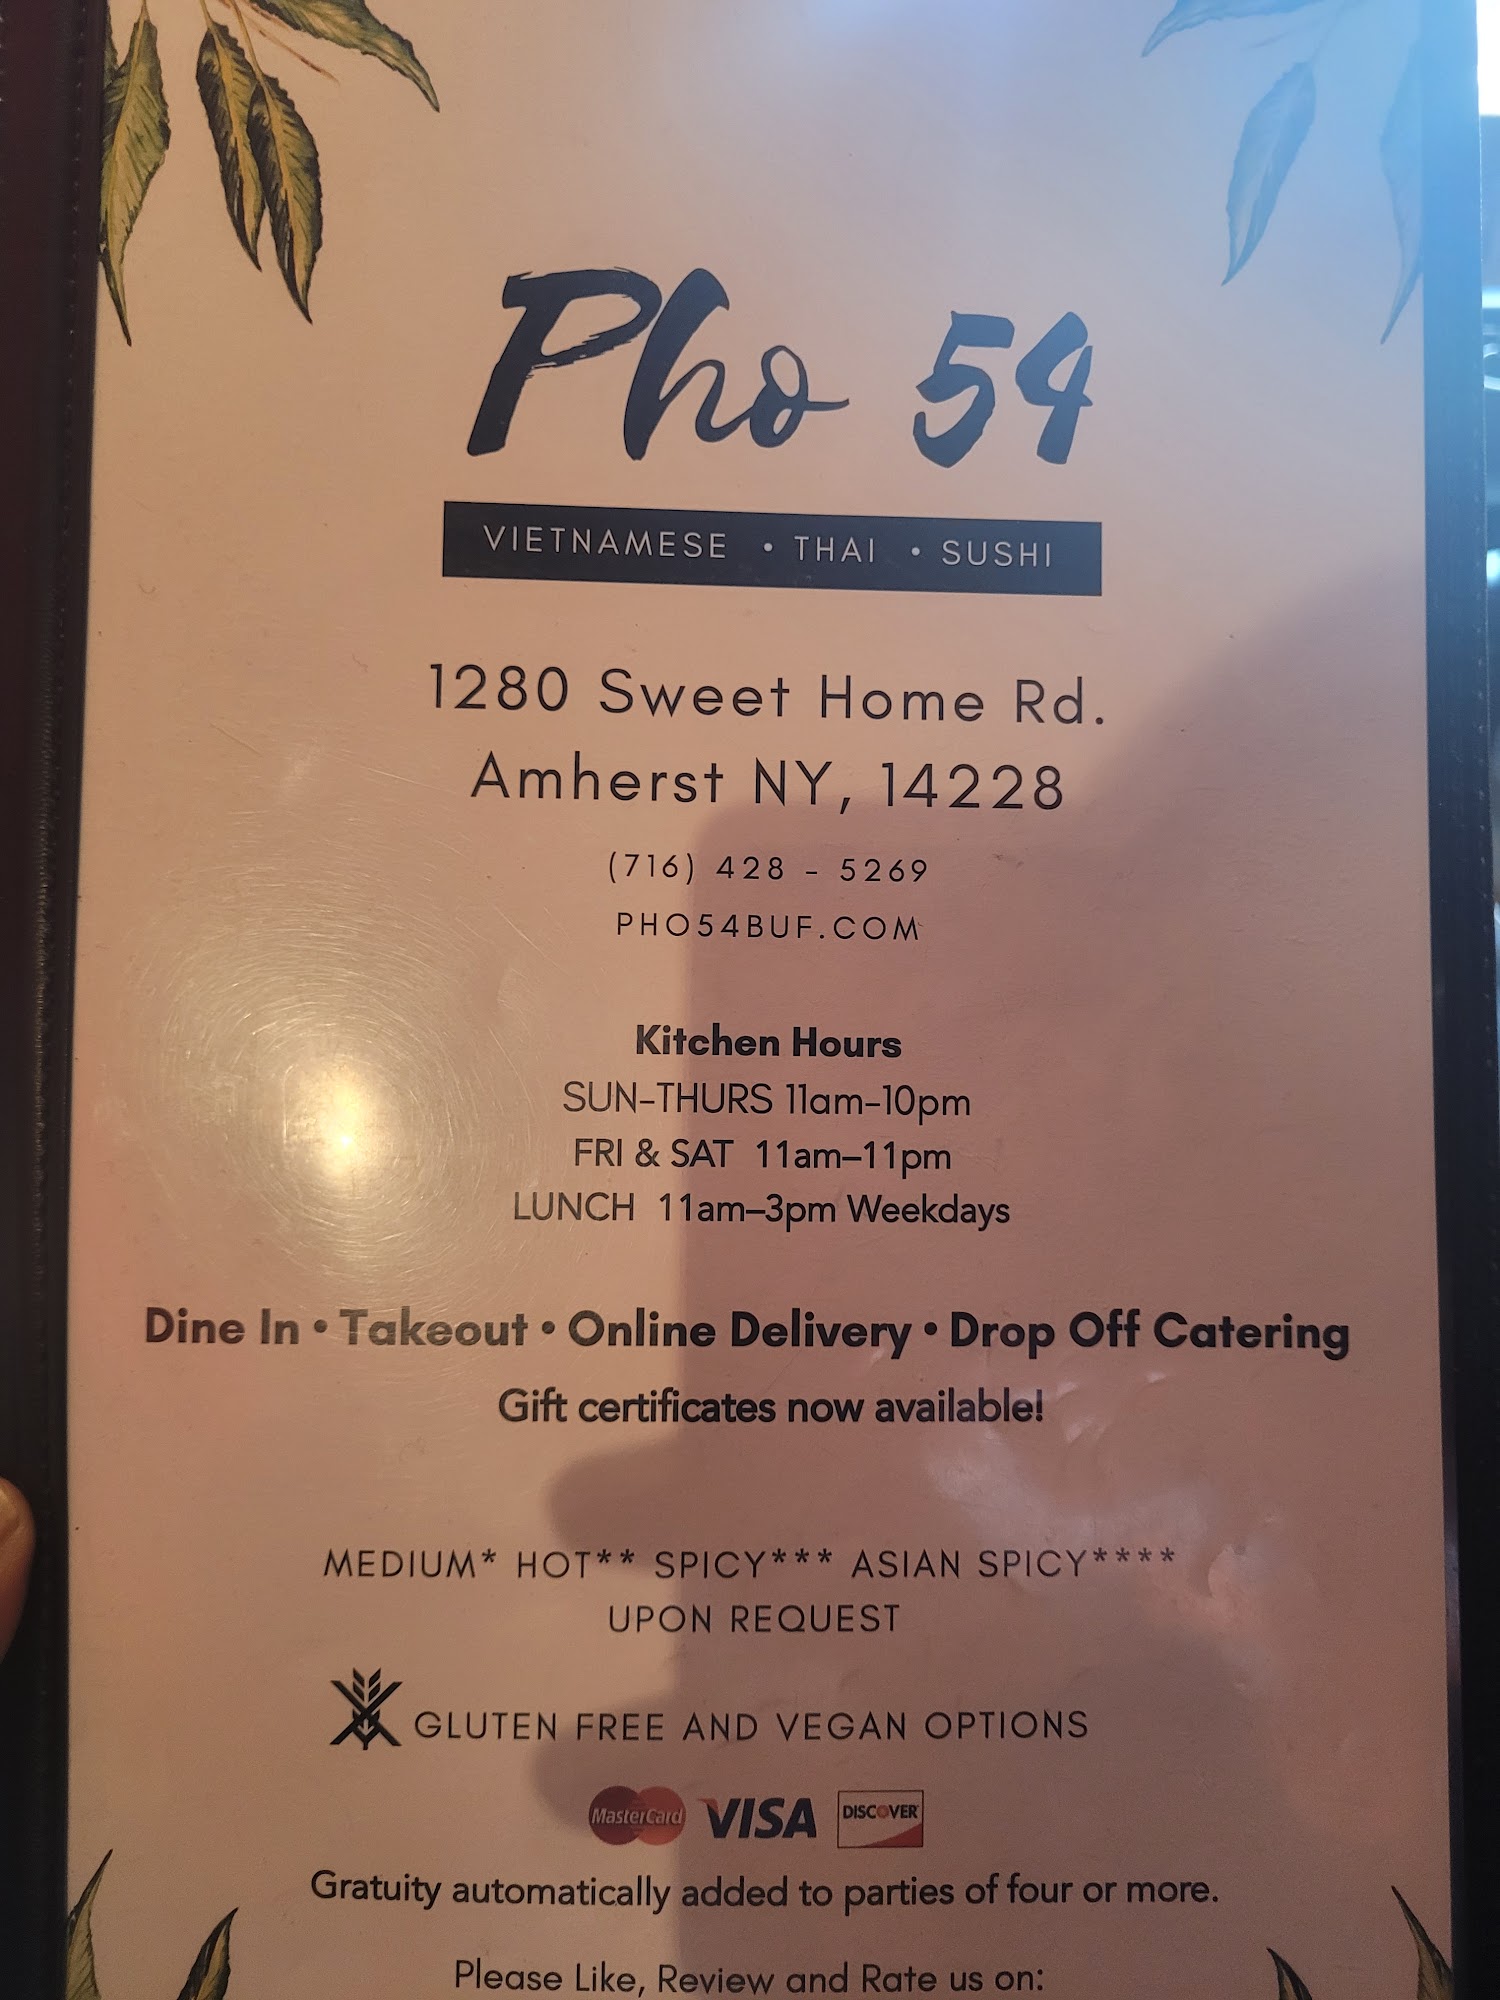 Pho 54
VIETNAMESE • THAI • SUSHI
1280 Sweet Home Rd.
Amherst NY, 14228
(716) 428 - 5269
PHO54BUF.COM
Kitchen Hours
SUN-THURS 11am-10pm
FRI & SAT 11am–11pm
LUNCH 11am–3pm Weekdays
Dine In • Takeout • Online Delivery • Drop Off Catering
Gift certificates now available!
MEDIUM* HOT** SPICY*** ASIAN SPICY****
UPON REQUEST
GLUTEN FREE AND VEGAN OPTIONS
MasterCard VISA DISCOVER
Gratuity automatically added to parties of four or more.
Please Like, Review and Rate us on: